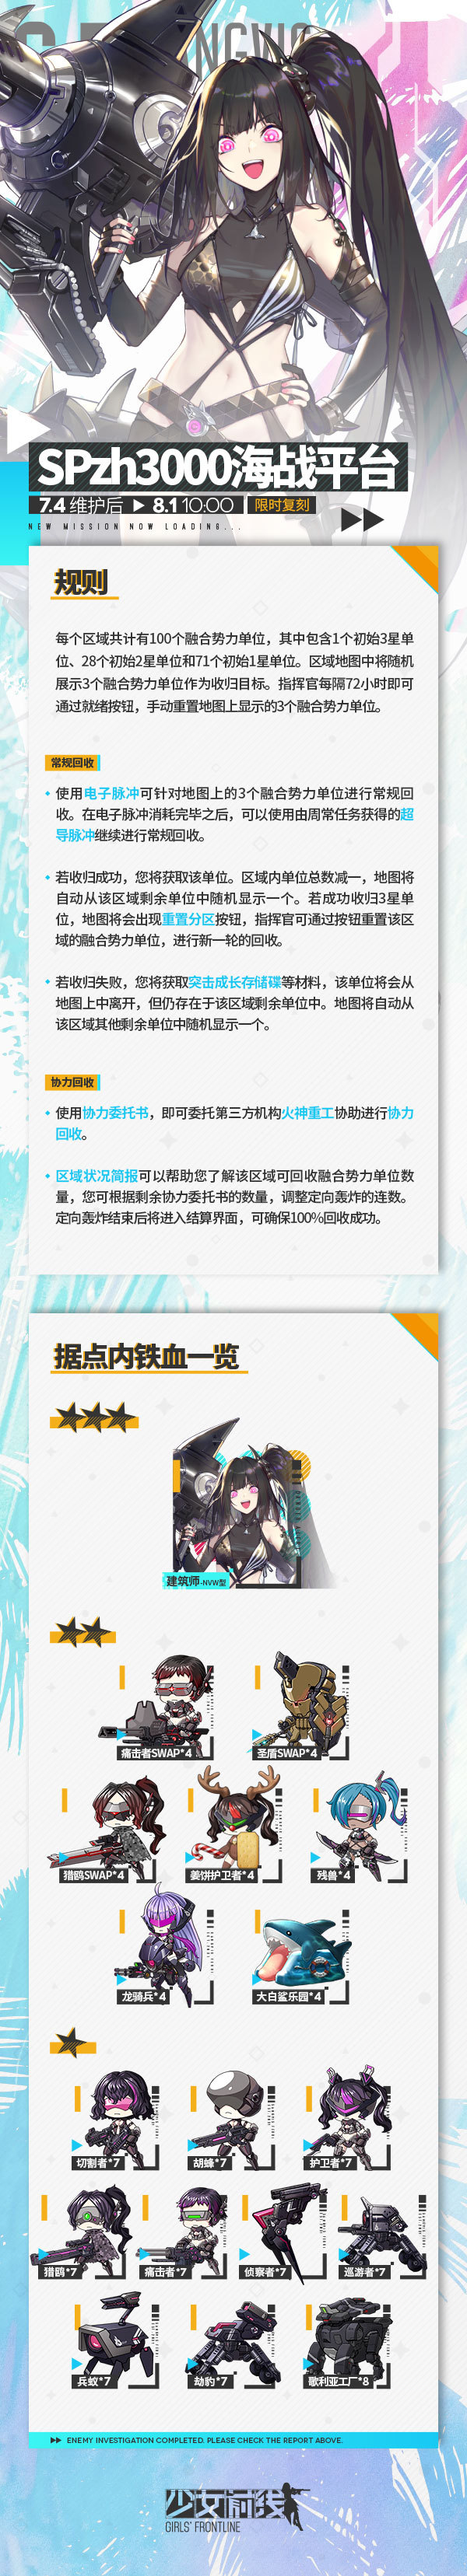 SPzh3000海战平台
7.4 维护后 ▶ 8.1 10:00 限时复刻
NEW MISSION NOW LOADING...
规则
每个区域共计有100个融合势力单位，其中包含1个初始3星单
位、28个初始2星单位和71个初始1星单位。区域地图中将随机
展示3个融合势力单位作为收归目标。指挥官每隔72小时即可
通过就绪按钮，手动重置地图上显示的3个融合势力单位。
常规回收
使用电子脉冲可针对地图上的3个融合势力单位进行常规回
收。在电子脉冲消耗完毕之后，可以使用由周常任务获得的超
导脉冲继续进行常规回收。
若收归成功，您将获取该单位。区域内单位总数减一，地图将
自动从该区域剩余单位中随机显示一个。若成功收归3星单
位，地图将会出现重置分区按钮，指挥官可通过按钮重置该区
域的融合势力单位，进行新一轮的回收。
若收归失败，您将获取突击成长存储碟等材料，该单位将会从
地图上中离开，但仍存在于该区域剩余单位中。地图将自动从
该区域其他剩余单位中随机显示一个。
协力回收
使用协力委托书，即可委托第三方机构火神重工协助进行协力
回收。
区域状况简报可以帮助您了解该区域可回收融合势力单位数
量，您可根据剩余协力委托书的数量，调整定向轰炸的连数。
定向轰炸结束后将进入结算界面，可确保100%回收成功。
据点内铁血一览
建筑师-NVW型
痛击者SWAP*4
圣盾SWAP*4
猎鸥SWAP*4
姜饼护卫者*4
残兽*4
龙骑兵*4
大白鲨乐园*4
切割者*7
胡蜂*7
护卫者*7
猎鸥*7
痛击者*7
侦察者*7
巡游者*7
兵蚁*7
劫豹*7
歌利亚工厂*8
ENEMY INVESTIGATION COMPLETED. PLEASE CHECK THE REPORT ABOVE.
少女前线
GIRLS' FRONTLINE